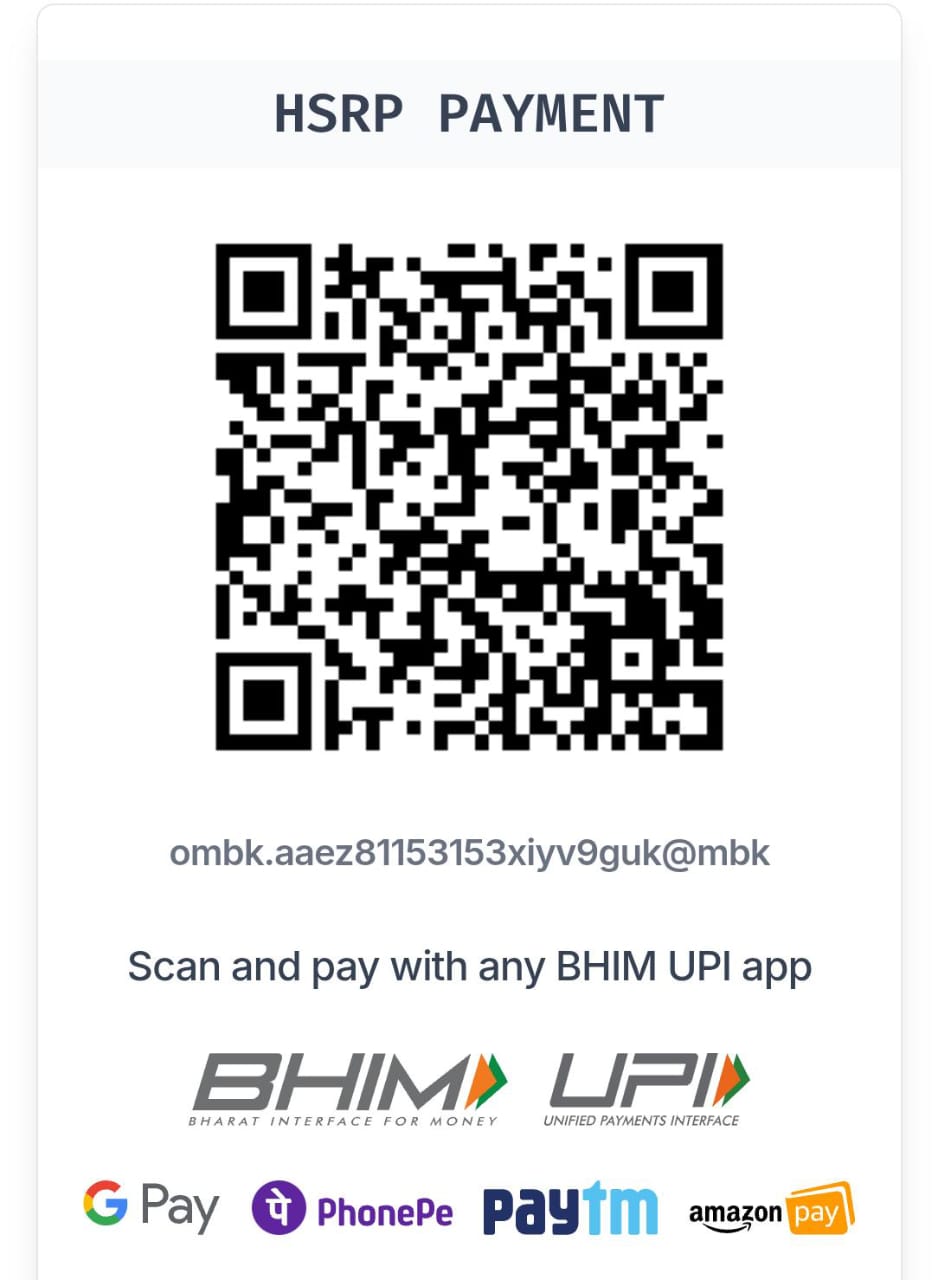 HSRP PAYMENT
ombk.aaez81153153xiyv9guk@mbk
Scan and pay with any BHIM UPI app
BHIM UPI
BHARAT INTERFACE FOR MONEY UNIFIED PAYMENTS INTERFACE
G Pay पे PhonePe paytm amazon pay